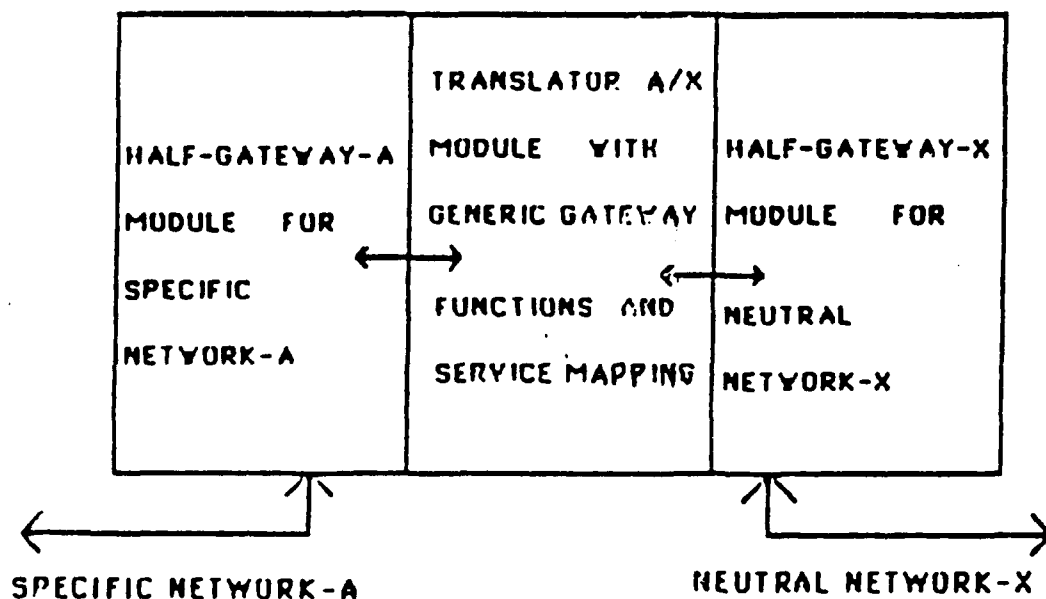 HALF-GATEWAY-A
MODULE FOR
SPECIFIC
NETWORK-A
TRANSLATOR A/X
MODULE WITH
GENERIC GATEWAY
FUNCTIONS AND
SERVICE MAPPING
HALF-GATEWAY-X
MODULE FOR
NEUTRAL
NETWORK-X
SPECIFIC NETWORK-A
NEUTRAL NETWORK-X